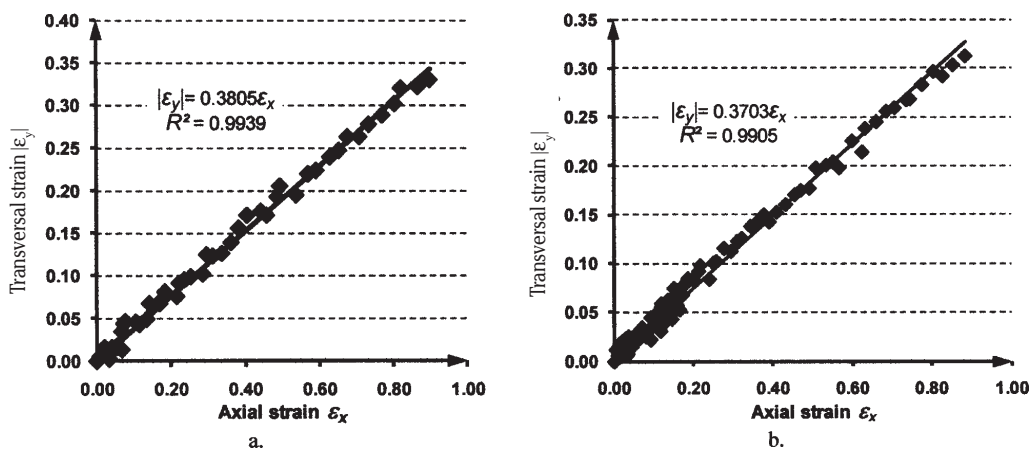 0.40
0.35
0.30
0.25
0.20
0.15
0.10
0.05
0.00
Transversal strain |εy|
|εy|= 0.3805εx
R² = 0.9939
0.00 0.20 0.40 0.60 0.80 1.00
Axial strain εx
a.
0.35
0.30
0.25
0.20
0.15
0.10
0.05
0.00
Transversal strain |εy|
|εy|= 0.3703εx
R² = 0.9905
0.00 0.20 0.40 0.60 0.80 1.00
Axial strain εx
b.